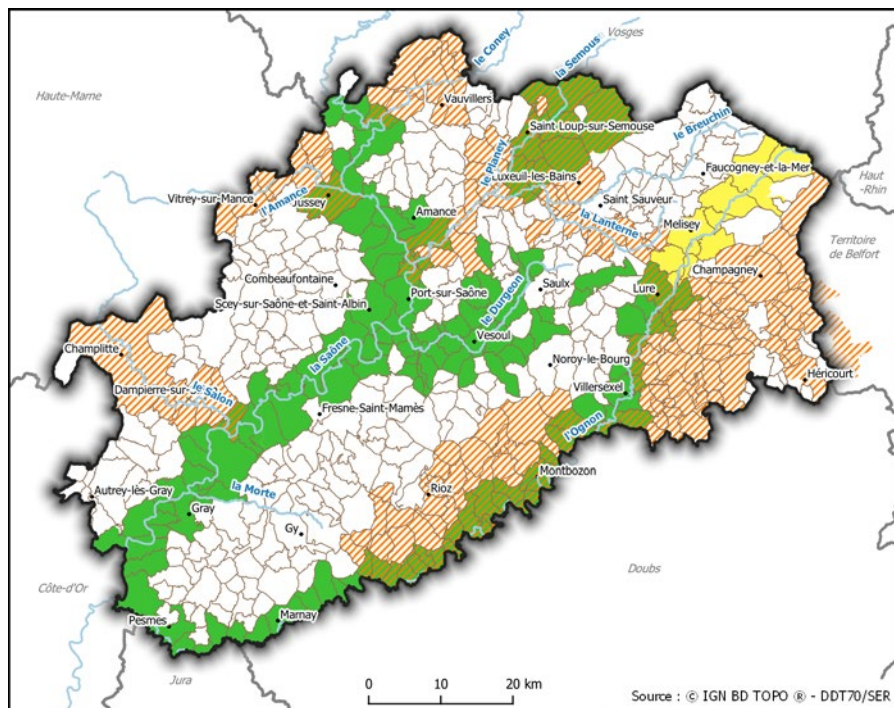 le Coney
la Semous
Vosges
Haute-Marne
Vauvillers
Saint Loup-sur-Semouse
le Breuchin
le Planey
Luxeuil-les-Bains
Faucogney-et-la-Mer
Haut
-Rhin
Vitrey-sur-Mance
l'Amance
Jussey
Saint Sauveur
Amance
la Lanterne
Melisey
Territoire
de Belfort
Combeaufontaine
Champagney
Scey-sur-Saône-et-Saint-Albin
Port-sur-Saône
le Durgeon
Saulx
Lure
Vesoul
Champlitte
la Saône
Noroy-le-Bourg
Héricourt
Dampierre-sur-S
le Salon
Villersexel
Fresne-Saint-Mamès
l'Ognon
Montbozon
Autrey-lès-Gray
la Morte
Rioz
Gray
Gy
Doubs
Côte-d'Or
Pesmes
Marnay
Jura
0 10 20 km
Source : © IGN BD TOPO ® - DDT70/SER